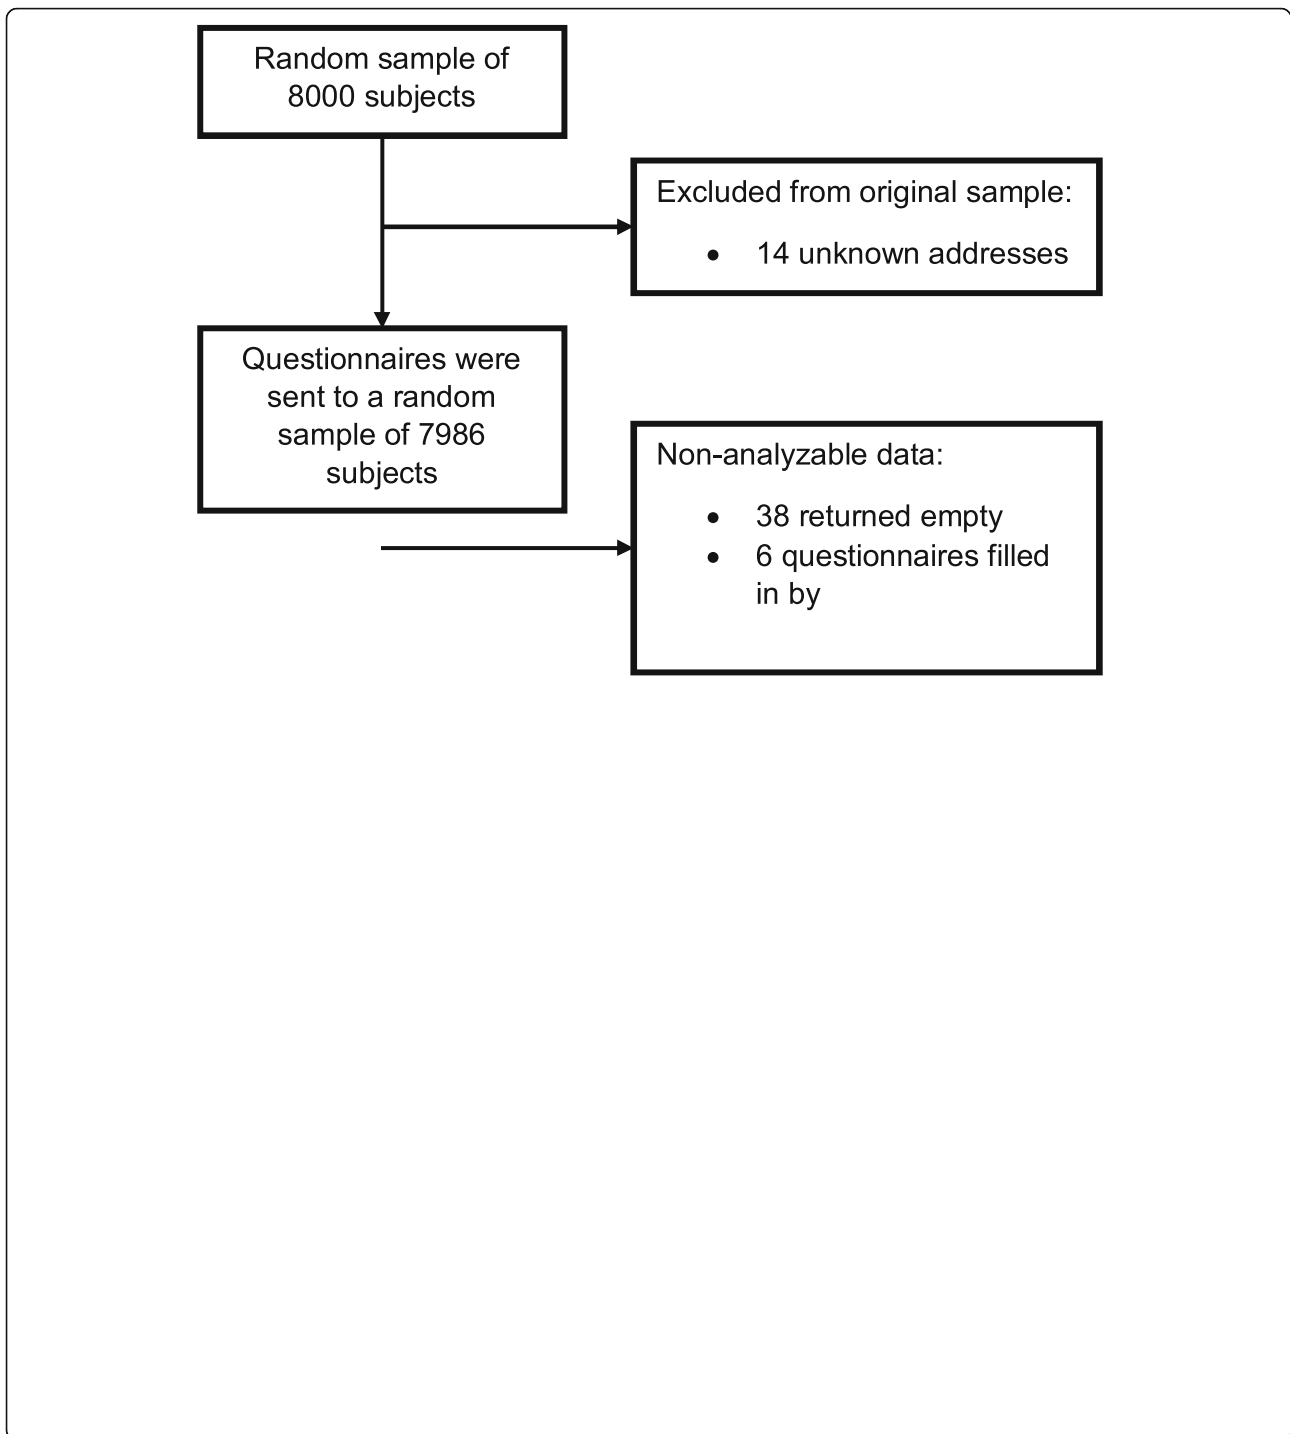 Random sample of
8000 subjects
Excluded from original sample:
• 14 unknown addresses
Questionnaires were
sent to a random
sample of 7986
subjects
Non-analyzable data:
• 38 returned empty
• 6 questionnaires filled
in by